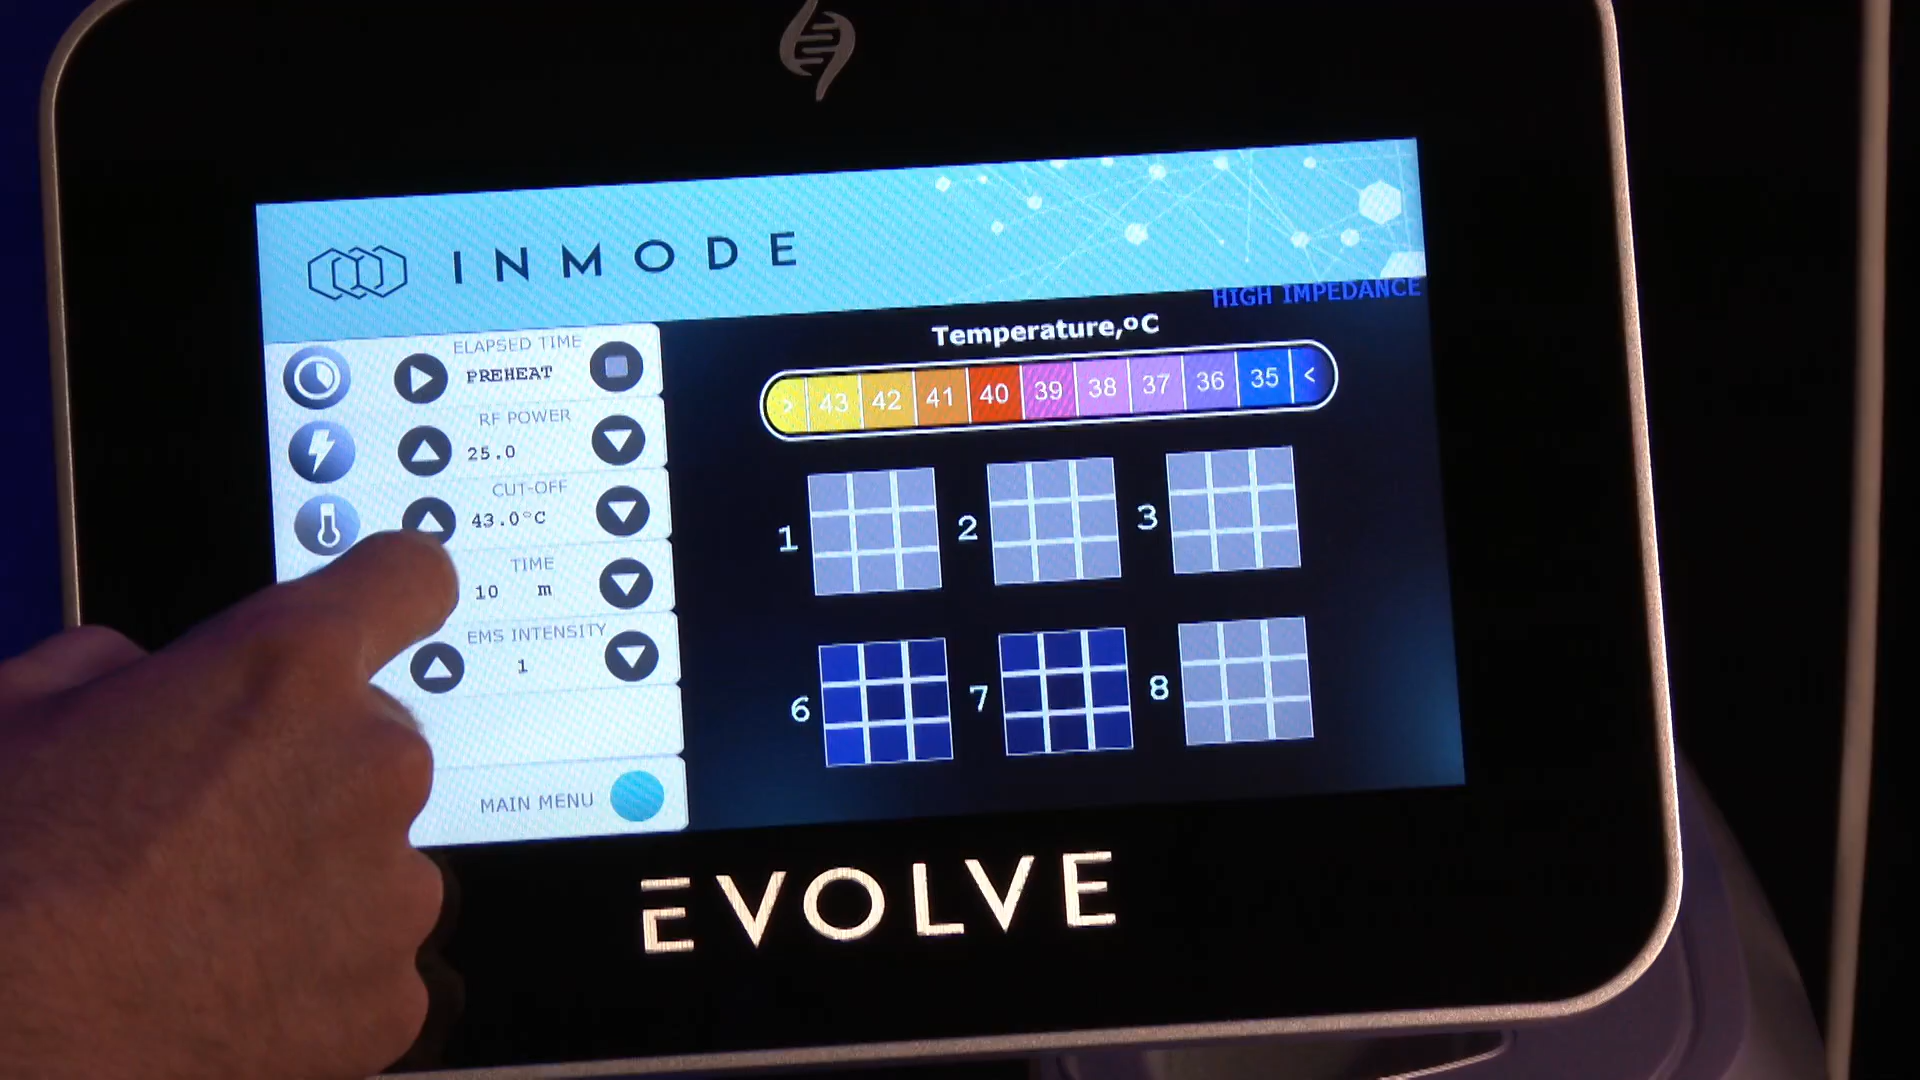 INMODE
HIGH IMPEDANCE
ELAPSED TIME
PREHEAT
RF POWER
25.0
CUT-OFF
43.0°C
TIME
10 m
EMS INTENSITY
1
MAIN MENU
Temperature,ºC
> 43 42 41 40 39 38 37 36 35 <
1 2 3
6 7 8
EVOLVE